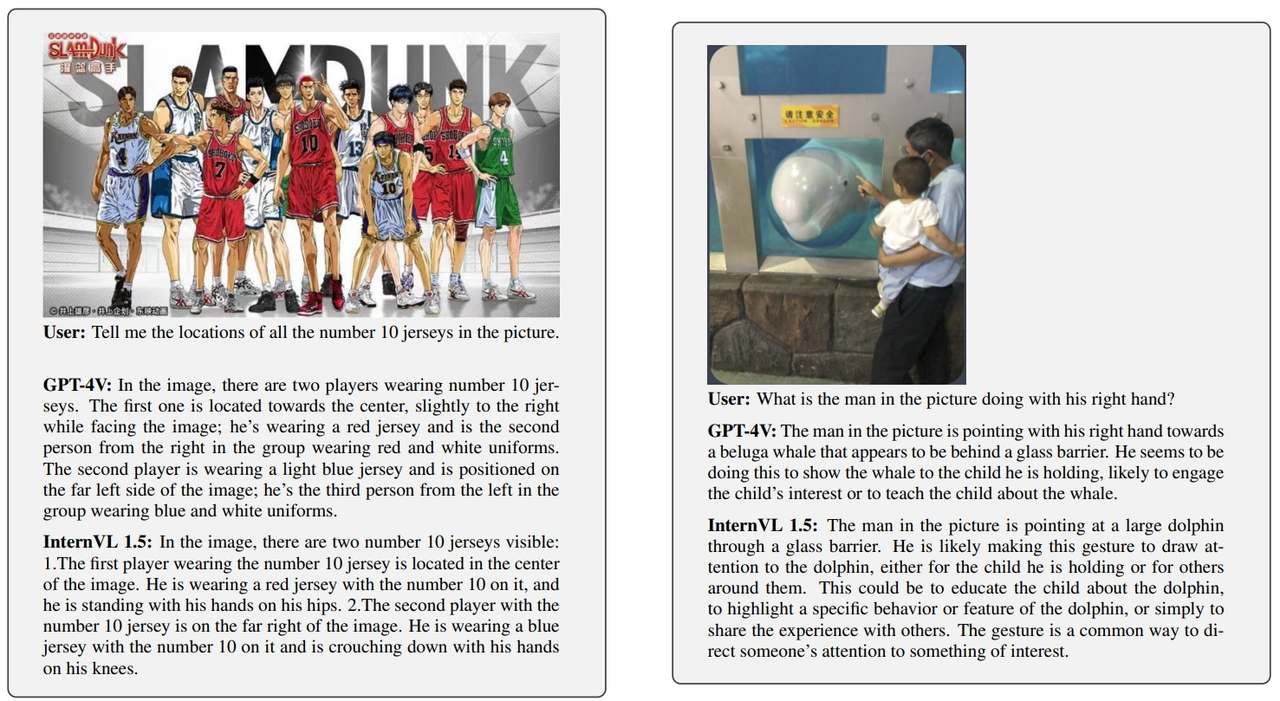 SLAMDUNK
SLAMDUNK
灌篮高手
4
7
10
13
10
5
1
4
SHOHOKU
© 井上雄彦・井上企划・东映动画
User: Tell me the locations of all the number 10 jerseys in the picture.
GPT-4V: In the image, there are two players wearing number 10 jer-
seys. The first one is located towards the center, slightly to the right
while facing the image; he's wearing a red jersey and is the second
person from the right in the group wearing red and white uniforms.
The second player is wearing a light blue jersey and is positioned on
the far left side of the image; he's the third person from the left in the
group wearing blue and white uniforms.
InternVL 1.5: In the image, there are two number 10 jerseys visible:
1.The first player wearing the number 10 jersey is located in the center
of the image. He is wearing a red jersey with the number 10 on it, and
he is standing with his hands on his hips. 2.The second player with the
number 10 jersey is on the far right of the image. He is wearing a blue
jersey with the number 10 on it and is crouching down with his hands
on his knees.
请注意安全
CAUTION DANGER
User: What is the man in the picture doing with his right hand?
GPT-4V: The man in the picture is pointing with his right hand towards
a beluga whale that appears to be behind a glass barrier. He seems to be
doing this to show the whale to the child he is holding, likely to engage
the child's interest or to teach the child about the whale.
InternVL 1.5: The man in the picture is pointing at a large dolphin
through a glass barrier. He is likely making this gesture to draw at-
tention to the dolphin, either for the child he is holding or for others
around them. This could be to educate the child about the dolphin,
to highlight a specific behavior or feature of the dolphin, or simply to
share the experience with others. The gesture is a common way to di-
rect someone's attention to something of interest.